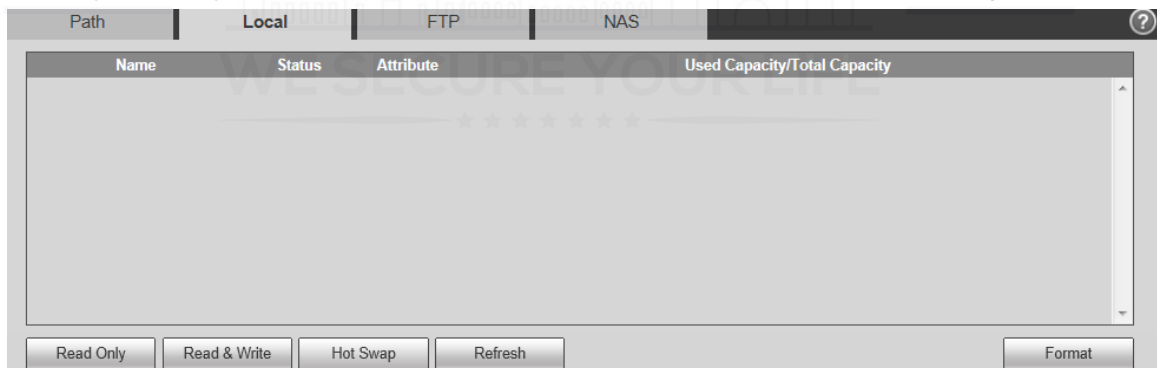 Path Local FTP NAS ?
Name Status Attribute Used Capacity/Total Capacity
WE SECURE YOUR LIFE
Read Only Read & Write Hot Swap Refresh Format